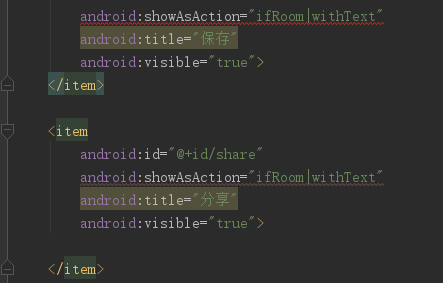 android:showAsAction="ifRoom|withText"
android:title="保存"
android:visible="true">
</item>
<item
android:id="@+id/share"
android:showAsAction="ifRoom|withText"
android:title="分享"
android:visible="true">
</item>